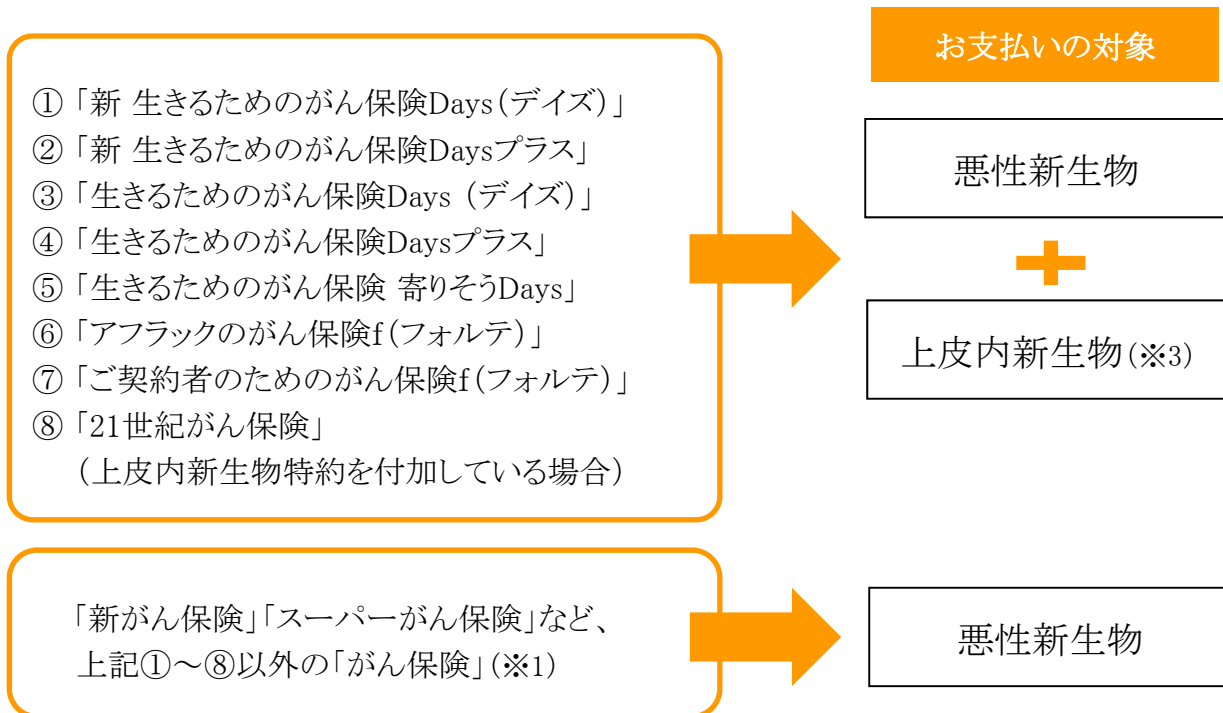 お支払いの対象
①「新 生きるためのがん保険Days(デイズ)」
②「新 生きるためのがん保険Daysプラス」
③「生きるためのがん保険Days (デイズ)」
④「生きるためのがん保険Daysプラス」
⑤「生きるためのがん保険 寄りそうDays」
⑥「アフラックのがん保険f(フォルテ)」
⑦「ご契約者のためのがん保険f(フォルテ)」
⑧「21世紀がん保険」
(上皮内新生物特約を付加している場合)
悪性新生物
上皮内新生物(※3)
「新がん保険」「スーパーがん保険」など、
上記①~⑧以外の「がん保険」(※1)
悪性新生物